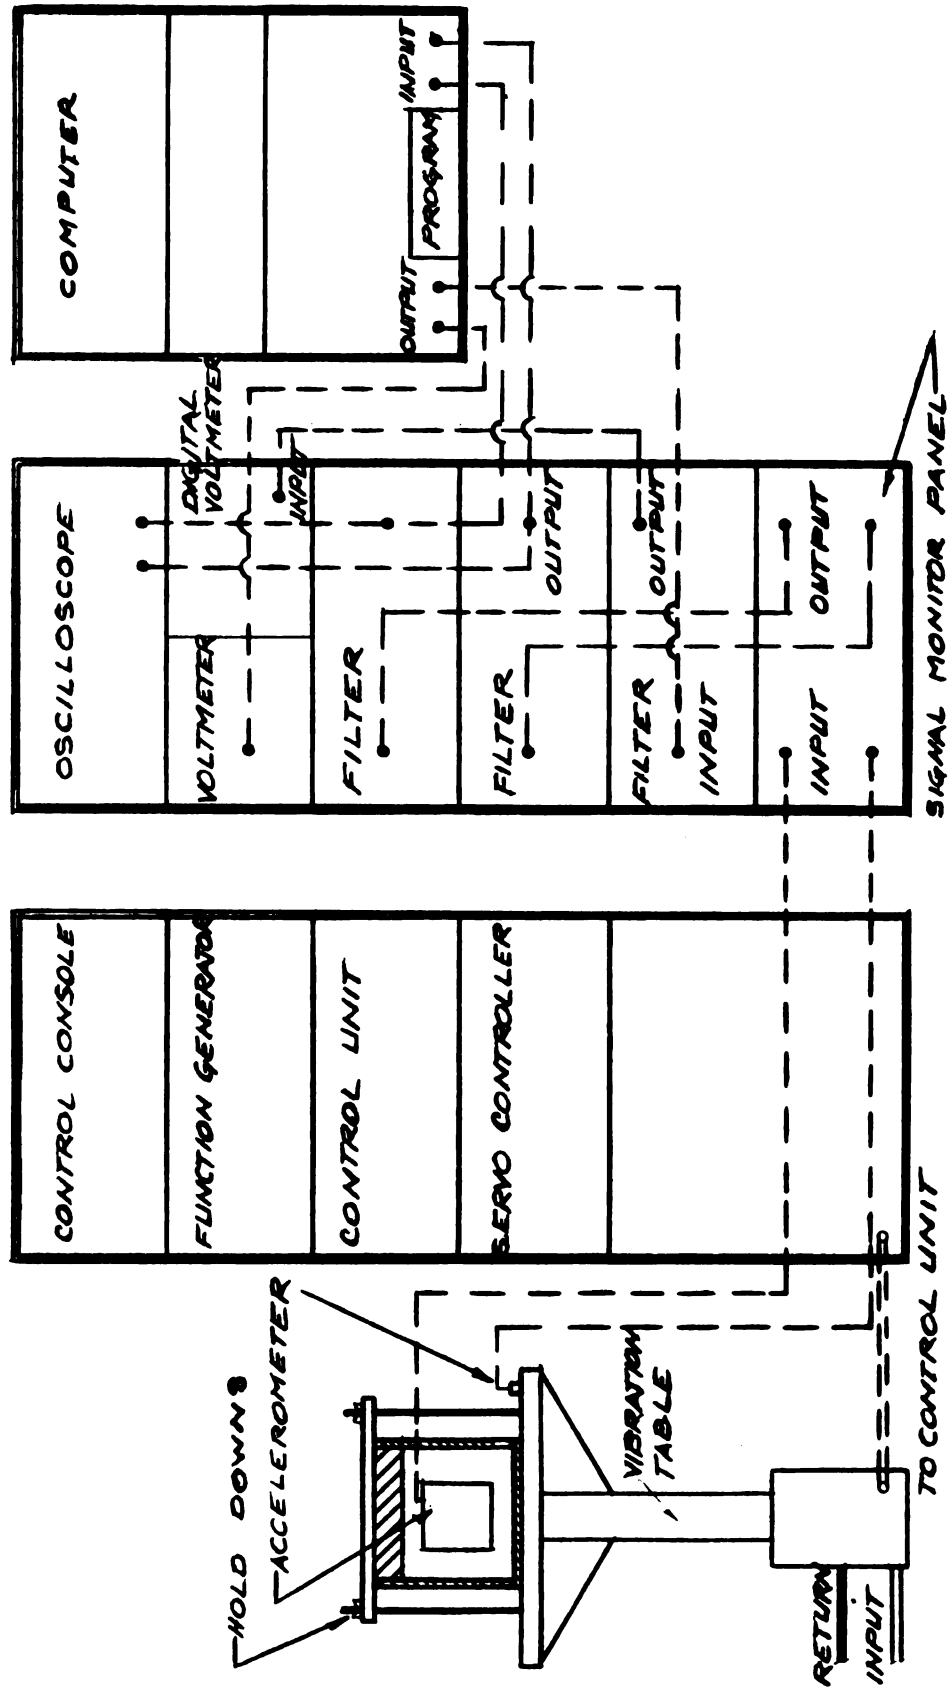 COMPUTER
INPUT
PROGRAM
OUTPUT
OSCILLOSCOPE
DIGITAL
VOLTMETER
INPUT
VOLTMETER
FILTER
FILTER
OUTPUT
FILTER
INPUT
OUTPUT
INPUT
OUTPUT
SIGNAL MONITOR PANEL
CONTROL CONSOLE
FUNCTION GENERATOR
CONTROL UNIT
SERVO CONTROLLER
HOLD DOWNS
ACCELEROMETER
VIBRATION
TABLE
TO CONTROL UNIT
RETURN
INPUT